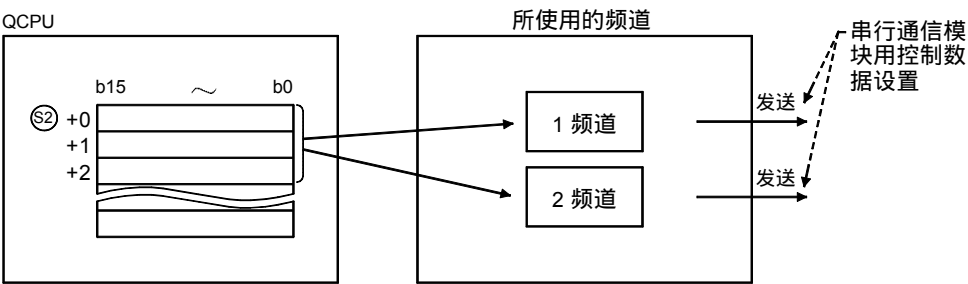 QCPU
所使用的频道
串行通信模
块用控制数
据设置
b15 ～ b0
S2 +0
+1
+2
1 频道
2 频道
发送
发送